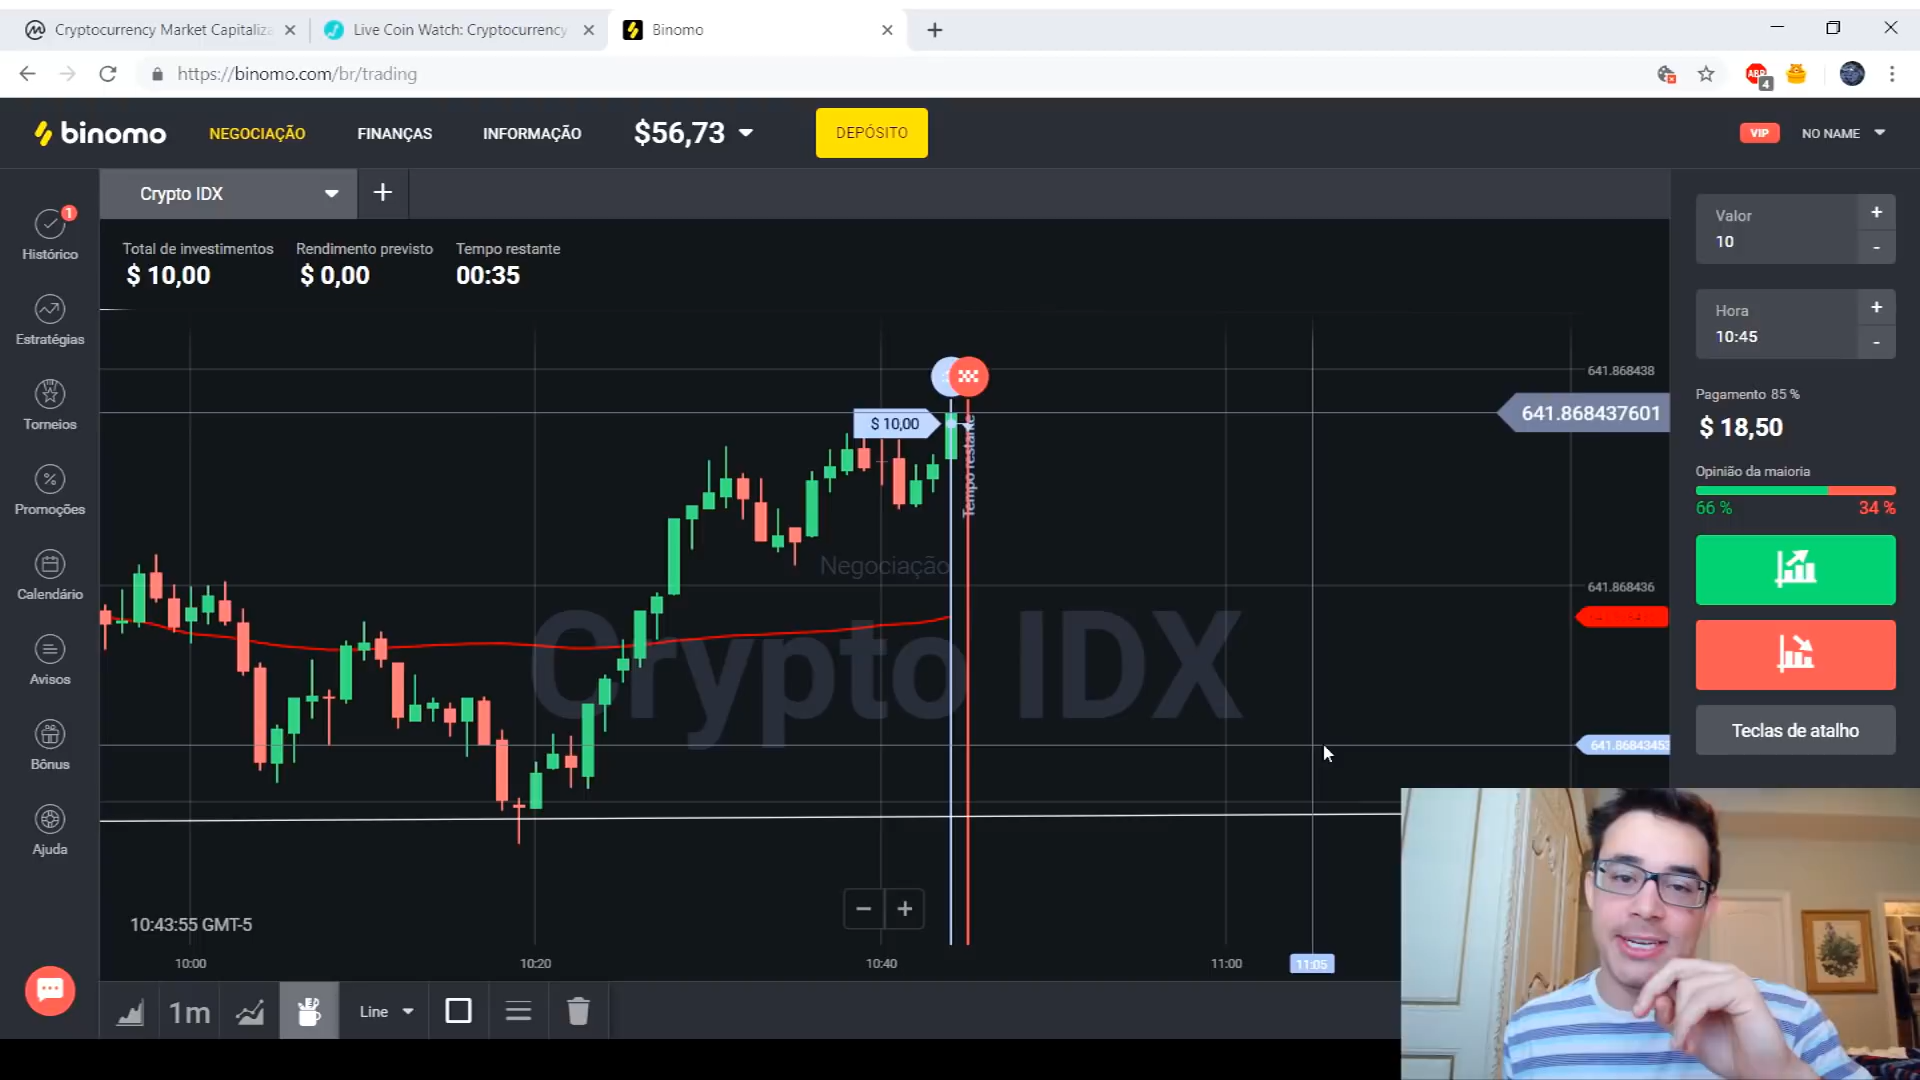 Cryptocurrency Market Capitaliza
Live Coin Watch: Cryptocurrency
Binomo
https://binomo.com/br/trading
ABP
4
binomo
NEGOCIAÇÃO
FINANÇAS
INFORMAÇÃO
$56,73
DEPÓSITO
VIP
NO NAME
Crypto IDX
Histórico
1
Estratégias
Torneios
Promoções
Calendário
Avisos
Bônus
Ajuda
Total de investimentos
$ 10,00
Rendimento previsto
$ 0,00
Tempo restante
00:35
$ 10,00
Tempo restante
Negociação
Crypto IDX
641.868438
641.868437601
641.868436
641.86843453
10:43:55 GMT-5
10:00
10:20
10:40
11:00
11:05
1m
Line
Valor
10
Hora
10:45
Pagamento 85 %
$ 18,50
Opinião da maioria
66 %
34 %
Teclas de atalho